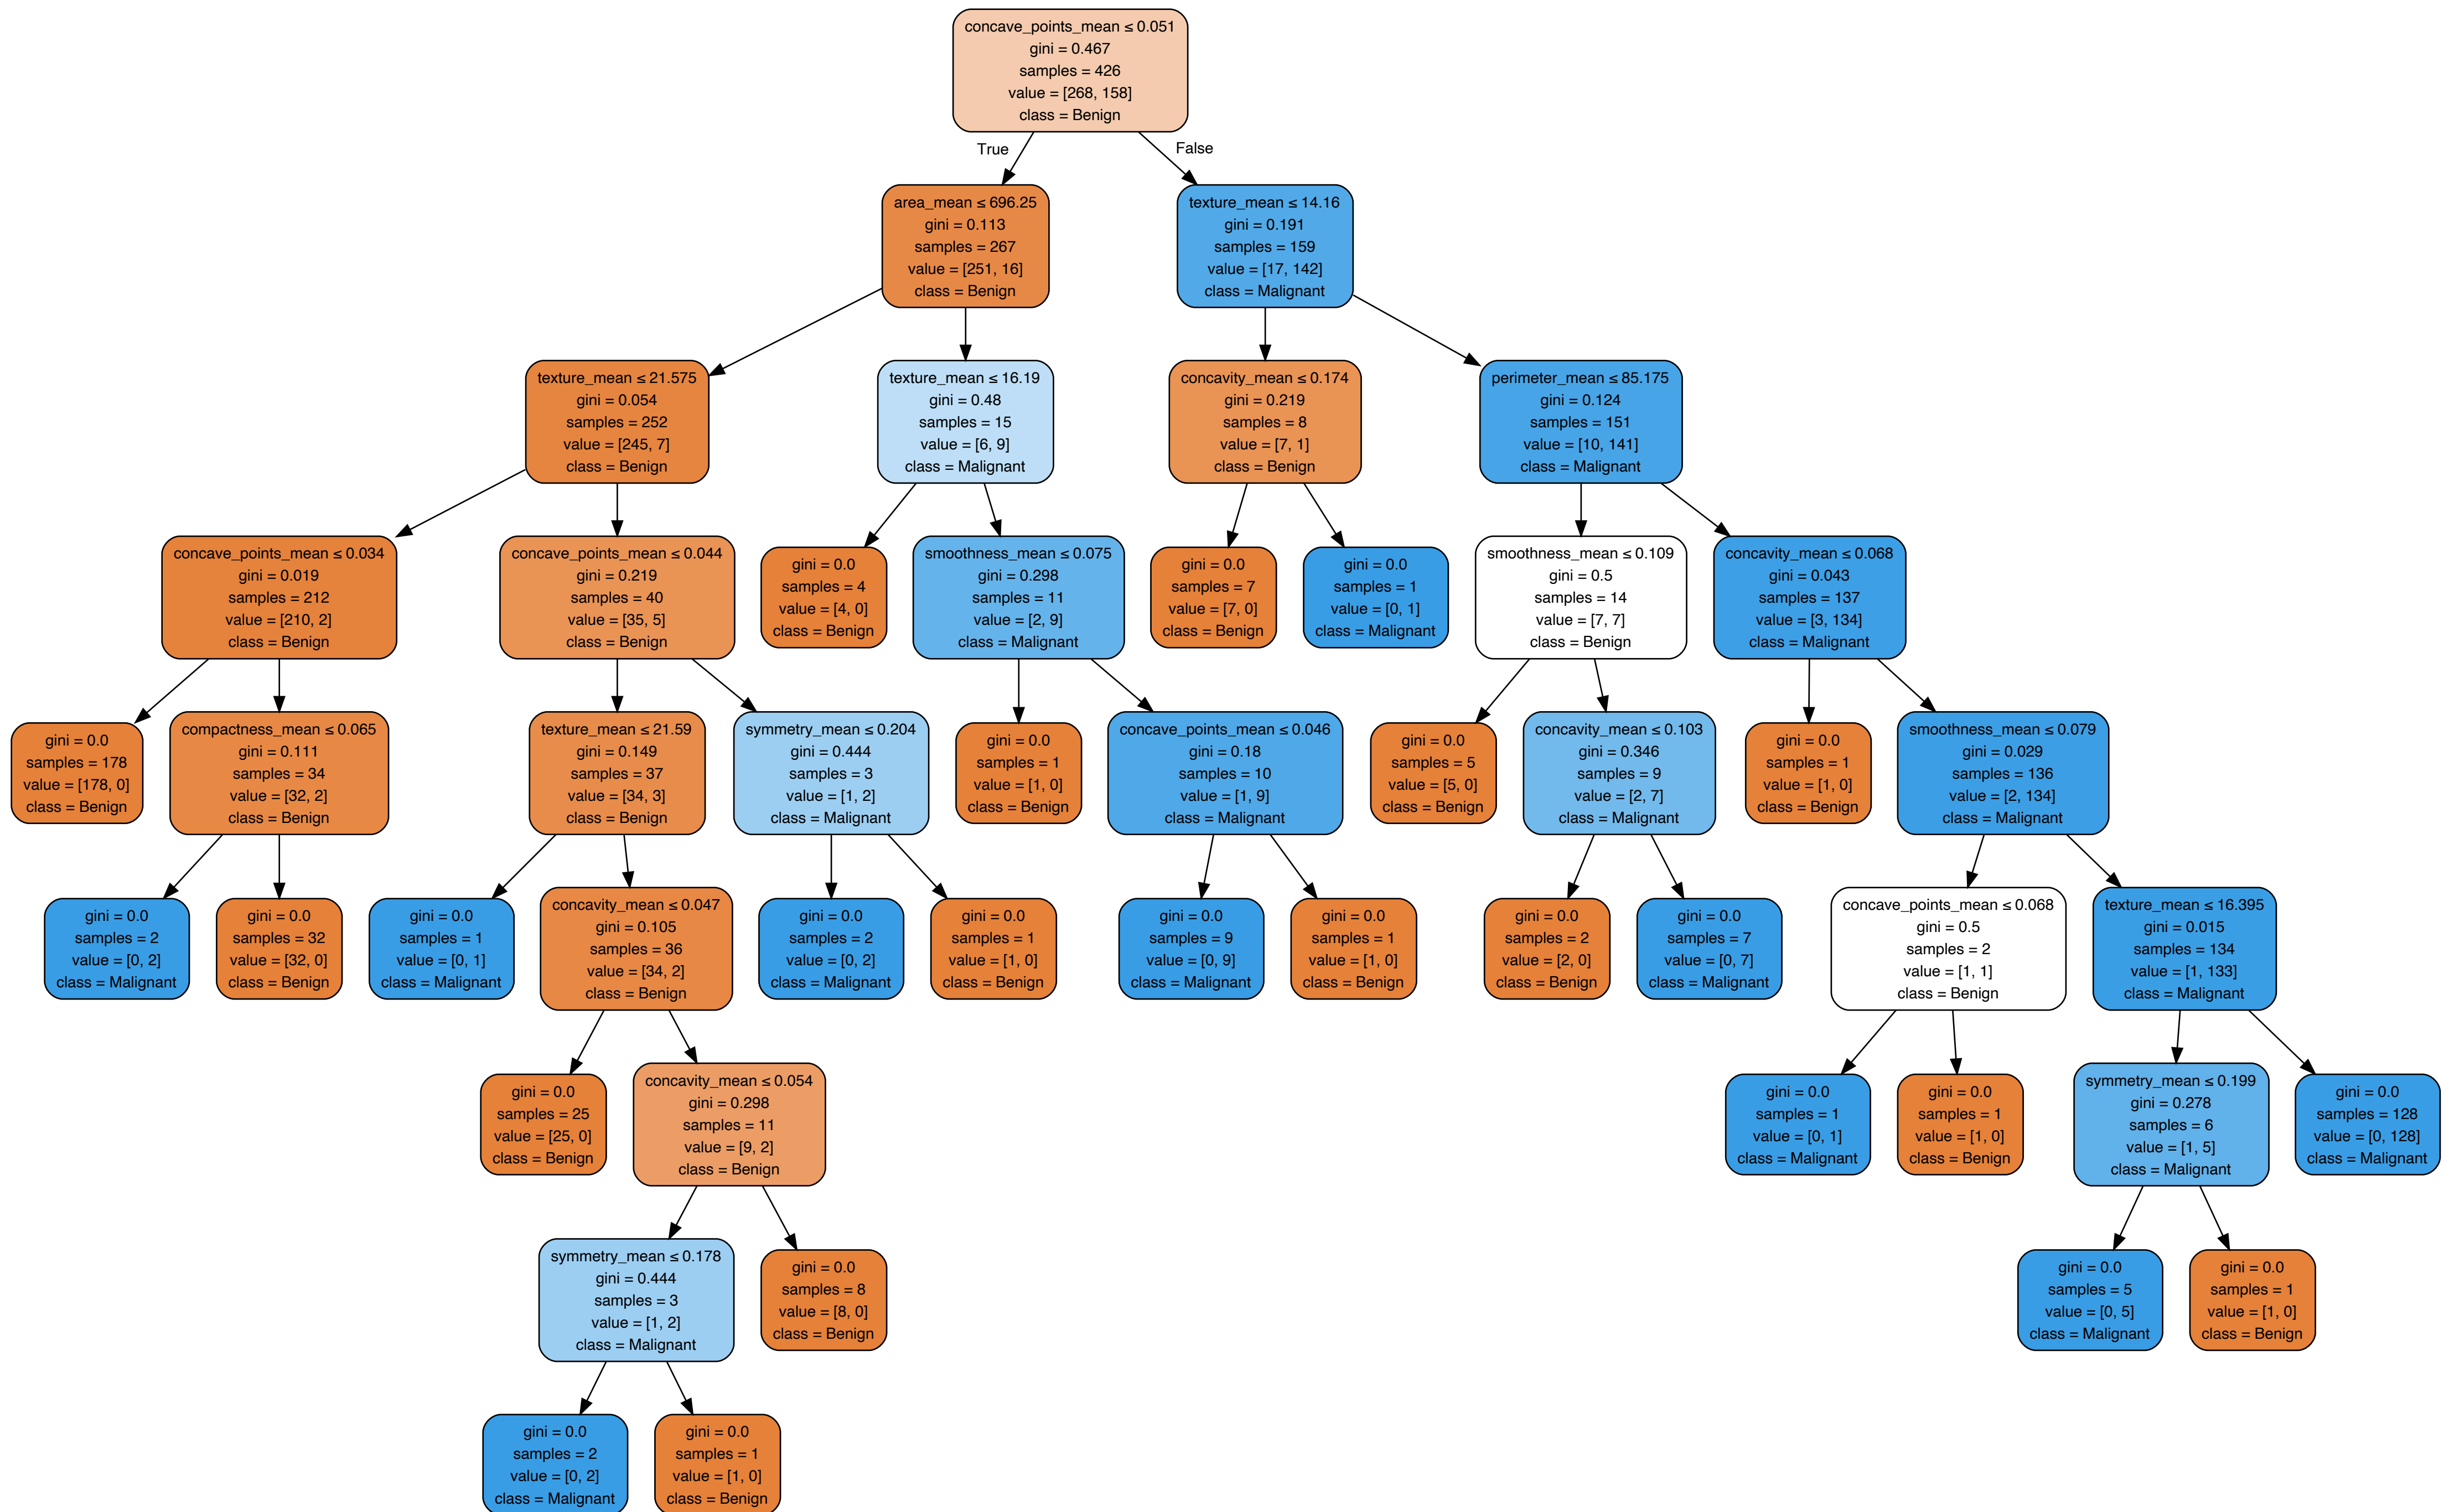 concave_points_mean ≤ 0.051
gini = 0.467
samples = 426
value = [268, 158]
class = Benign
True
False
area_mean ≤ 696.25
gini = 0.113
samples = 267
value = [251, 16]
class = Benign
texture_mean ≤ 14.16
gini = 0.191
samples = 159
value = [17, 142]
class = Malignant
texture_mean ≤ 21.575
gini = 0.054
samples = 252
value = [245, 7]
class = Benign
texture_mean ≤ 16.19
gini = 0.48
samples = 15
value = [6, 9]
class = Malignant
concavity_mean ≤ 0.174
gini = 0.219
samples = 8
value = [7, 1]
class = Benign
perimeter_mean ≤ 85.175
gini = 0.124
samples = 151
value = [10, 141]
class = Malignant
concave_points_mean ≤ 0.034
gini = 0.019
samples = 212
value = [210, 2]
class = Benign
concave_points_mean ≤ 0.044
gini = 0.219
samples = 40
value = [35, 5]
class = Benign
gini = 0.0
samples = 4
value = [4, 0]
class = Benign
smoothness_mean ≤ 0.075
gini = 0.298
samples = 11
value = [2, 9]
class = Malignant
gini = 0.0
samples = 7
value = [7, 0]
class = Benign
gini = 0.0
samples = 1
value = [0, 1]
class = Malignant
smoothness_mean ≤ 0.109
gini = 0.5
samples = 14
value = [7, 7]
class = Benign
concavity_mean ≤ 0.068
gini = 0.043
samples = 137
value = [3, 134]
class = Malignant
gini = 0.0
samples = 178
value = [178, 0]
class = Benign
compactness_mean ≤ 0.065
gini = 0.111
samples = 34
value = [32, 2]
class = Benign
texture_mean ≤ 21.59
gini = 0.149
samples = 37
value = [34, 3]
class = Benign
symmetry_mean ≤ 0.204
gini = 0.444
samples = 3
value = [1, 2]
class = Malignant
gini = 0.0
samples = 1
value = [1, 0]
class = Benign
concave_points_mean ≤ 0.046
gini = 0.18
samples = 10
value = [1, 9]
class = Malignant
gini = 0.0
samples = 5
value = [5, 0]
class = Benign
concavity_mean ≤ 0.103
gini = 0.346
samples = 9
value = [2, 7]
class = Malignant
gini = 0.0
samples = 1
value = [1, 0]
class = Benign
smoothness_mean ≤ 0.079
gini = 0.029
samples = 136
value = [2, 134]
class = Malignant
gini = 0.0
samples = 2
value = [0, 2]
class = Malignant
gini = 0.0
samples = 32
value = [32, 0]
class = Benign
gini = 0.0
samples = 1
value = [0, 1]
class = Malignant
concavity_mean ≤ 0.047
gini = 0.105
samples = 36
value = [34, 2]
class = Benign
gini = 0.0
samples = 2
value = [0, 2]
class = Malignant
gini = 0.0
samples = 1
value = [1, 0]
class = Benign
gini = 0.0
samples = 9
value = [0, 9]
class = Malignant
gini = 0.0
samples = 1
value = [1, 0]
class = Benign
gini = 0.0
samples = 2
value = [2, 0]
class = Benign
gini = 0.0
samples = 7
value = [0, 7]
class = Malignant
concave_points_mean ≤ 0.068
gini = 0.5
samples = 2
value = [1, 1]
class = Benign
texture_mean ≤ 16.395
gini = 0.015
samples = 134
value = [1, 133]
class = Malignant
gini = 0.0
samples = 25
value = [25, 0]
class = Benign
concavity_mean ≤ 0.054
gini = 0.298
samples = 11
value = [9, 2]
class = Benign
gini = 0.0
samples = 1
value = [0, 1]
class = Malignant
gini = 0.0
samples = 1
value = [1, 0]
class = Benign
symmetry_mean ≤ 0.199
gini = 0.278
samples = 6
value = [1, 5]
class = Malignant
gini = 0.0
samples = 128
value = [0, 128]
class = Malignant
symmetry_mean ≤ 0.178
gini = 0.444
samples = 3
value = [1, 2]
class = Malignant
gini = 0.0
samples = 8
value = [8, 0]
class = Benign
gini = 0.0
samples = 5
value = [0, 5]
class = Malignant
gini = 0.0
samples = 1
value = [1, 0]
class = Benign
gini = 0.0
samples = 2
value = [0, 2]
class = Malignant
gini = 0.0
samples = 1
value = [1, 0]
class = Benign